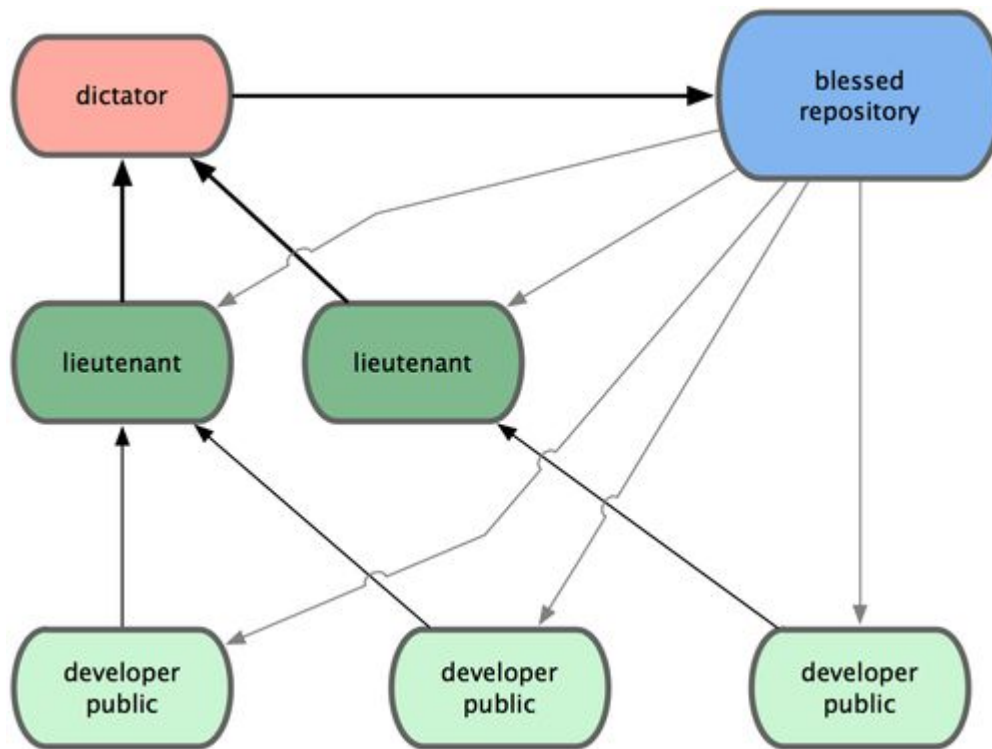 dictator
blessed
repository
lieutenant
lieutenant
developer
public
developer
public
developer
public